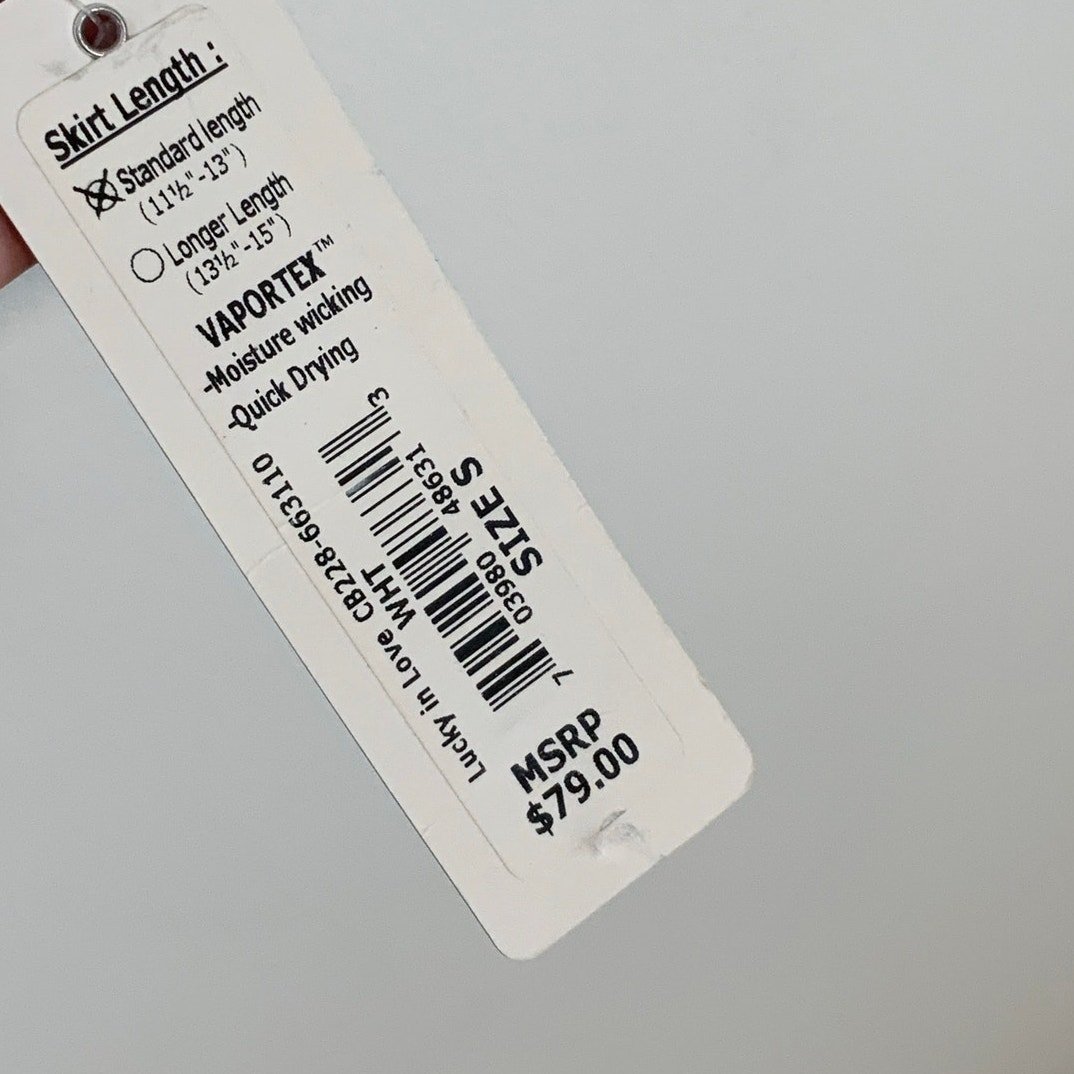 Skirt Length :
Standard length
(11½"-13")
Longer Length
(13½"-15")
VAPORTEX™
-Moisture wicking
-Quick Drying
Lucky in Love CB228-663110
WHT
7 03980 48631 3
SIZE S
MSRP
$79.00